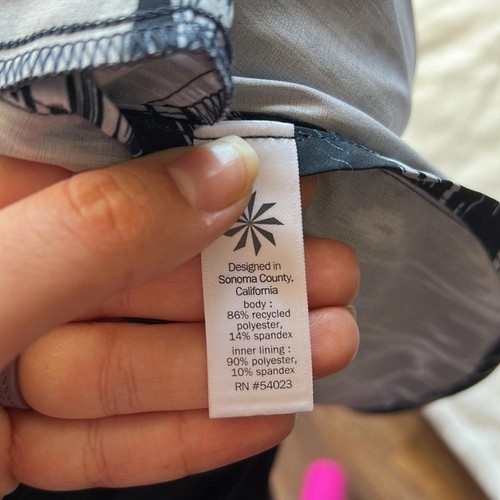 Designed in
Sonoma County,
California
body :
86% recycled
polyester,
14% spandex
inner lining :
90% polyester,
10% spandex
RN #54023